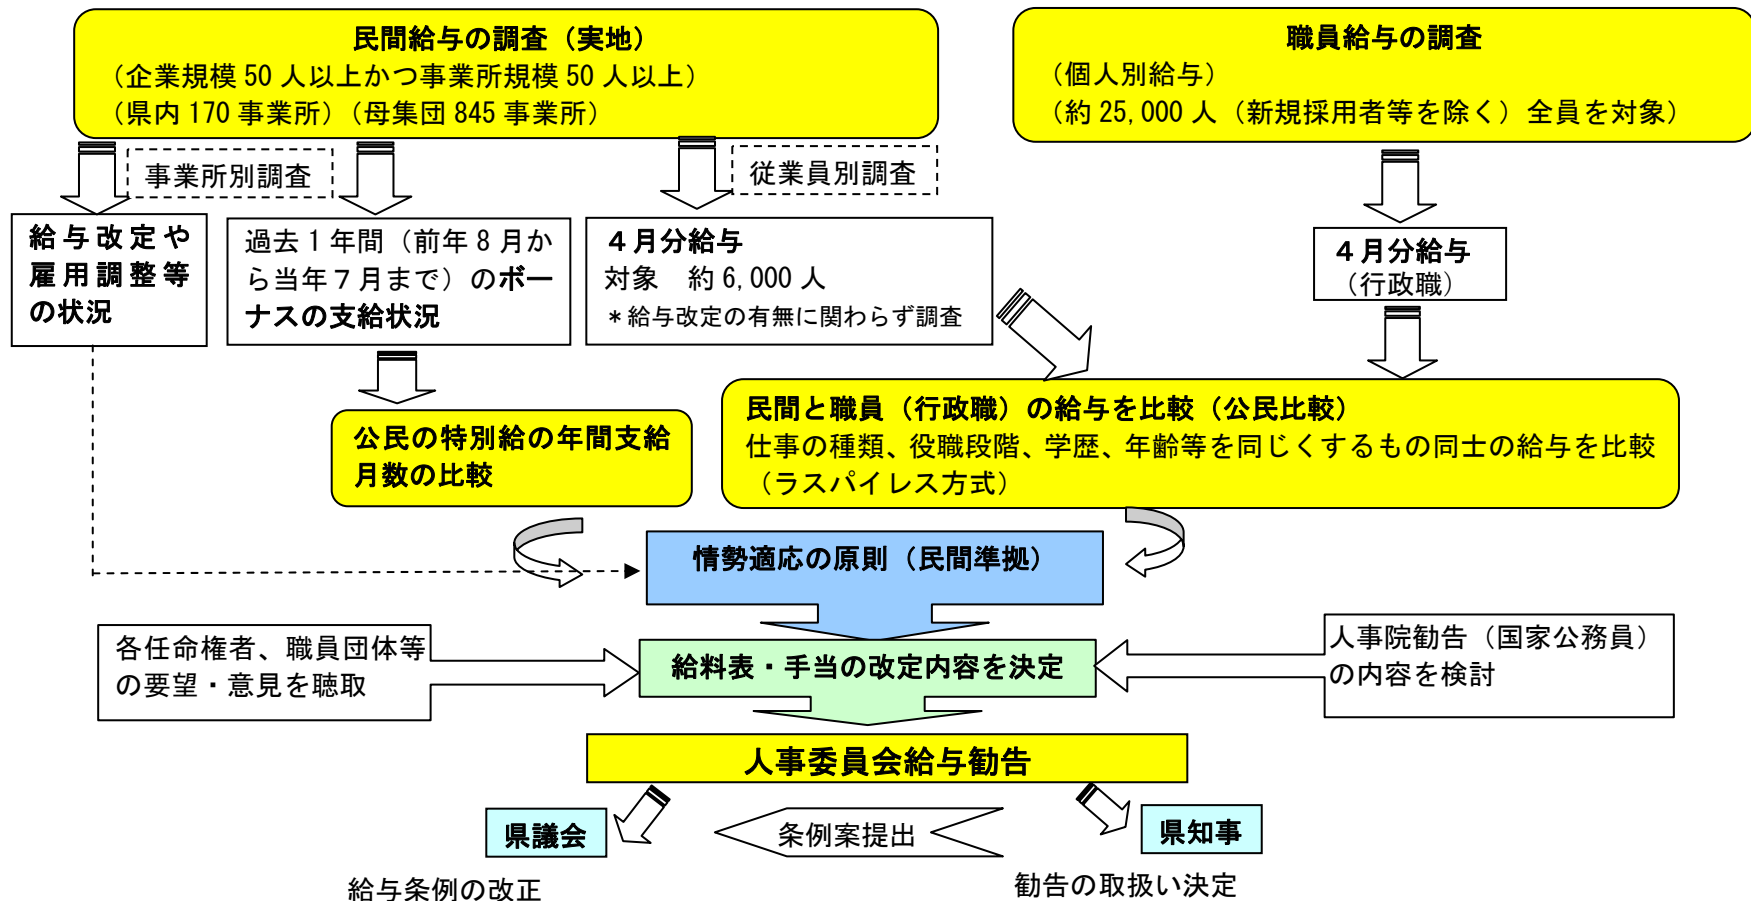 民間給与の調査（実地）
（企業規模 50 人以上かつ事業所規模 50 人以上）
（県内 170 事業所）（母集団 845 事業所）
職員給与の調査
（個人別給与）
（約 25,000 人（新規採用者等を除く）全員を対象）
事業所別調査
従業員別調査
給与改定や
雇用調整等
の状況
過去 1 年間（前年 8 月か
ら当年 7 月まで）のボー
ナスの支給状況
４月分給与
対象　約 6,000 人
＊給与改定の有無に関わらず調査
４月分給与
（行政職）
公民の特別給の年間支給
月数の比較
民間と職員（行政職）の給与を比較（公民比較）
仕事の種類、役職段階、学歴、年齢等を同じくするもの同士の給与を比較
（ラスパイレス方式）
情勢適応の原則（民間準拠）
各任命権者、職員団体等
の要望・意見を聴取
給料表・手当の改定内容を決定
人事院勧告（国家公務員）
の内容を検討
人事委員会給与勧告
県議会
条例案提出
県知事
給与条例の改正
勧告の取扱い決定